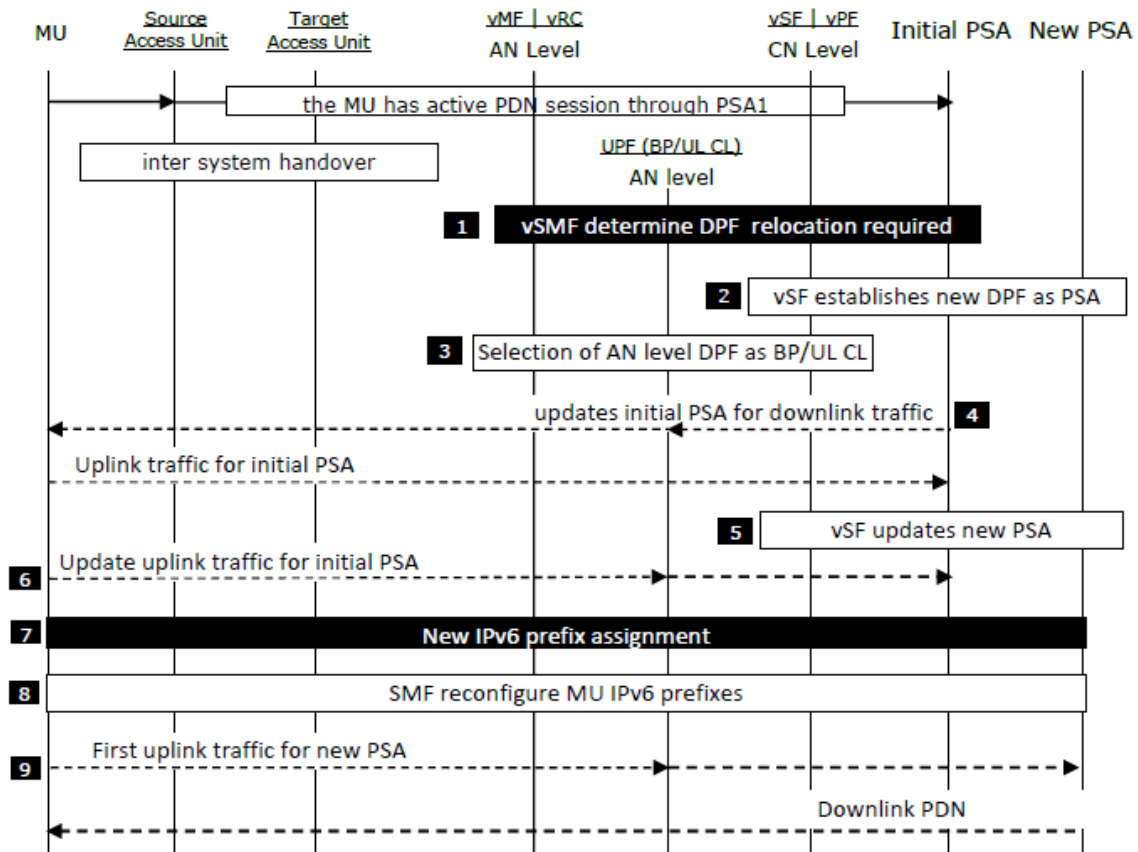 MU
Source
Access Unit
Target
Access Unit
vMF | vRC
AN Level
vSF | vPF
CN Level
Initial PSA
New PSA
the MU has active PDN session through PSA1
inter system handover
UPF (BP/UL CL)
AN level
1 vSMF determine DPF relocation required
2 vSF establishes new DPF as PSA
3 Selection of AN level DPF as BP/UL CL
updates initial PSA for downlink traffic 4
Uplink traffic for initial PSA
5 vSF updates new PSA
Update uplink traffic for initial PSA
6
7 New IPv6 prefix assignment
8 SMF reconfigure MU IPv6 prefixes
First uplink traffic for new PSA
9
Downlink PDN